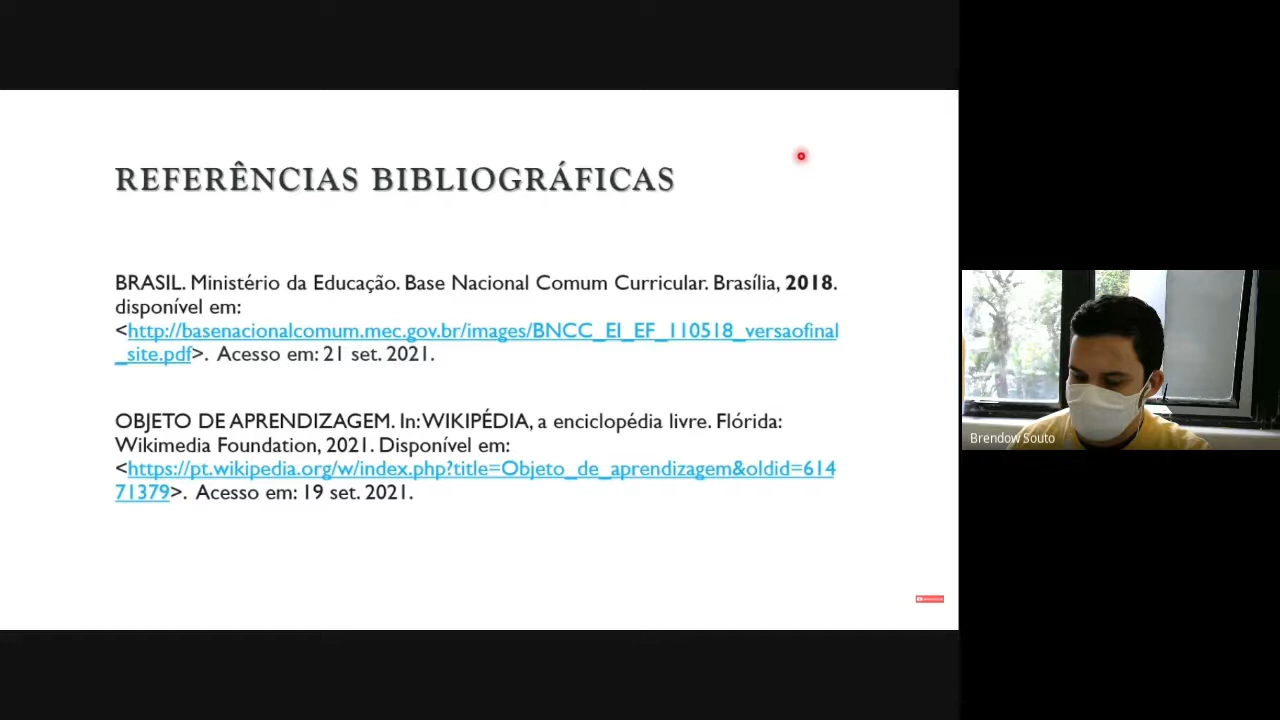 REFERÊNCIAS BIBLIOGRÁFICAS
BRASIL. Ministério da Educação. Base Nacional Comum Curricular. Brasília, 2018.
disponível em:
<http://basenacionalcomum.mec.gov.br/images/BNCC_EI_EF_110518_versaofinal
_site.pdf>. Acesso em: 21 set. 2021.
OBJETO DE APRENDIZAGEM. In: WIKIPÉDIA, a enciclopédia livre. Flórida:
Wikimedia Foundation, 2021. Disponível em:
<https://pt.wikipedia.org/w/index.php?title=Objeto_de_aprendizagem&oldid=614
71379>. Acesso em: 19 set. 2021.
Brendow Souto